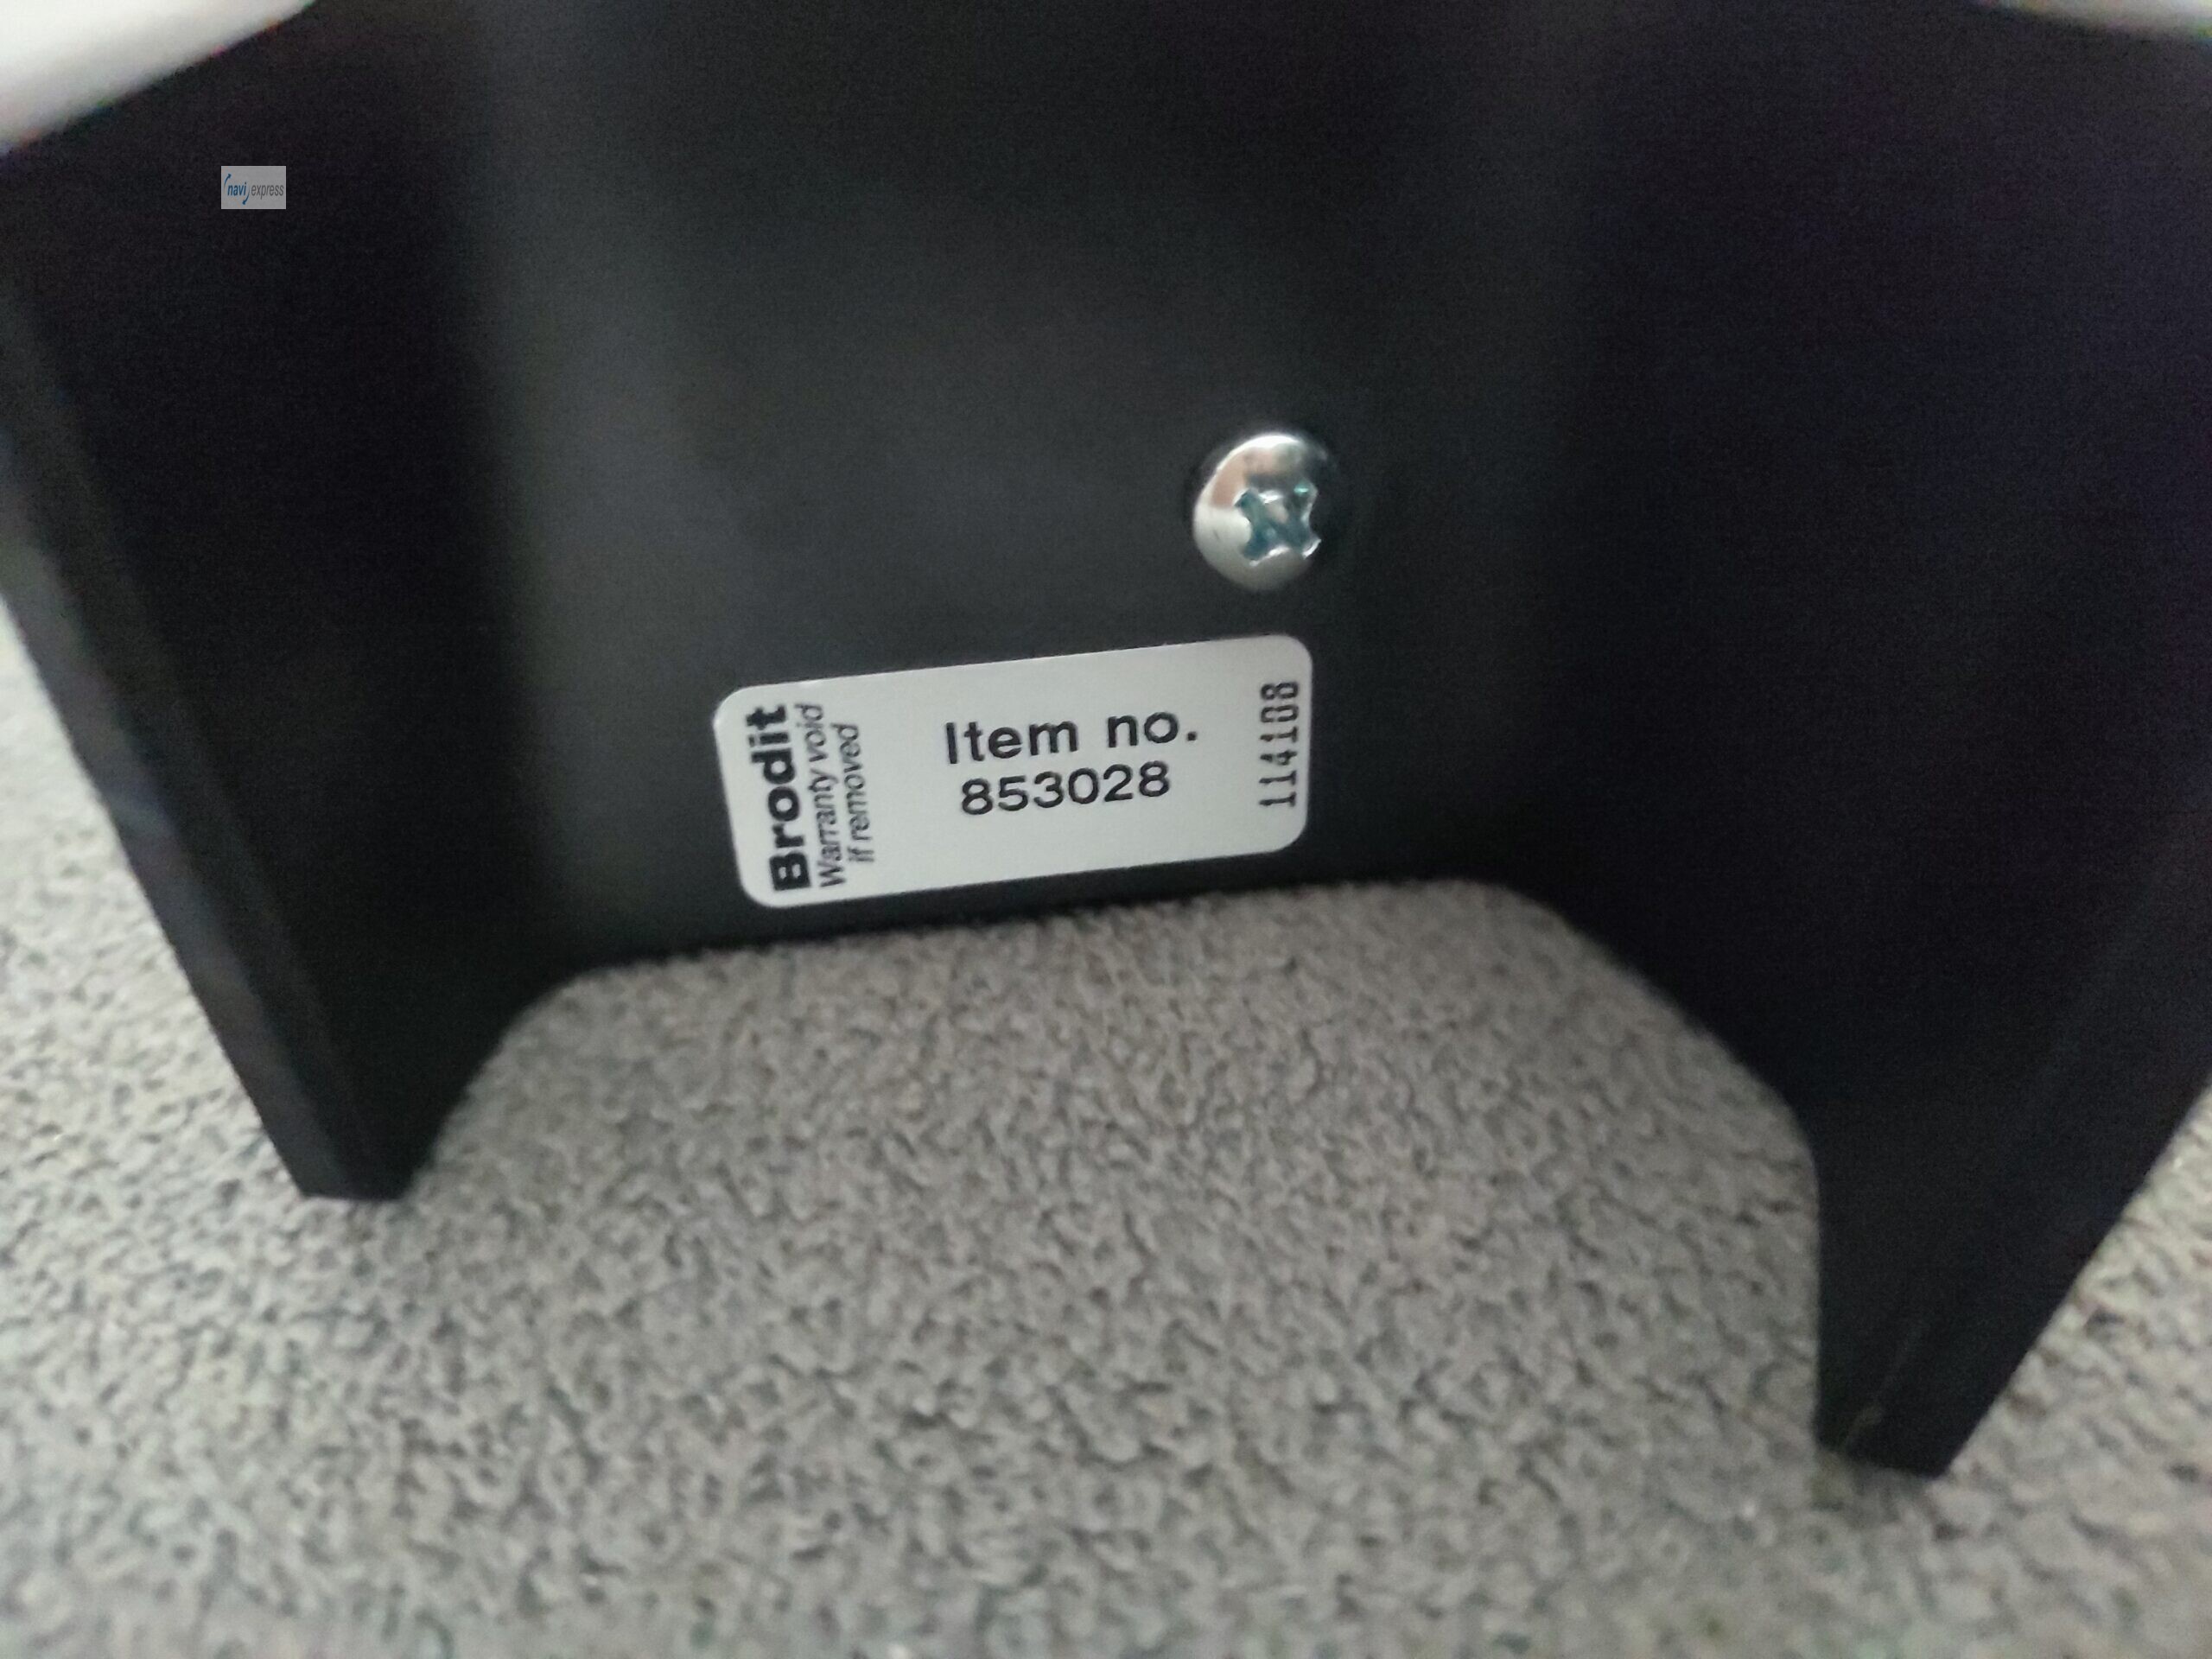 navi express
Brodit
Warranty void
if removed
Item no.
853028
114108